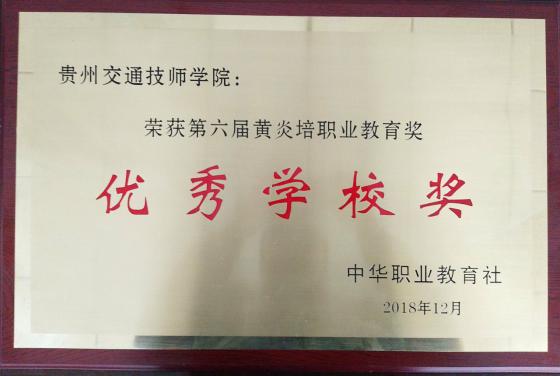 贵州交通技师学院：
荣获第六届黄炎培职业教育奖
优秀学校奖
中华职业教育社
2018年12月